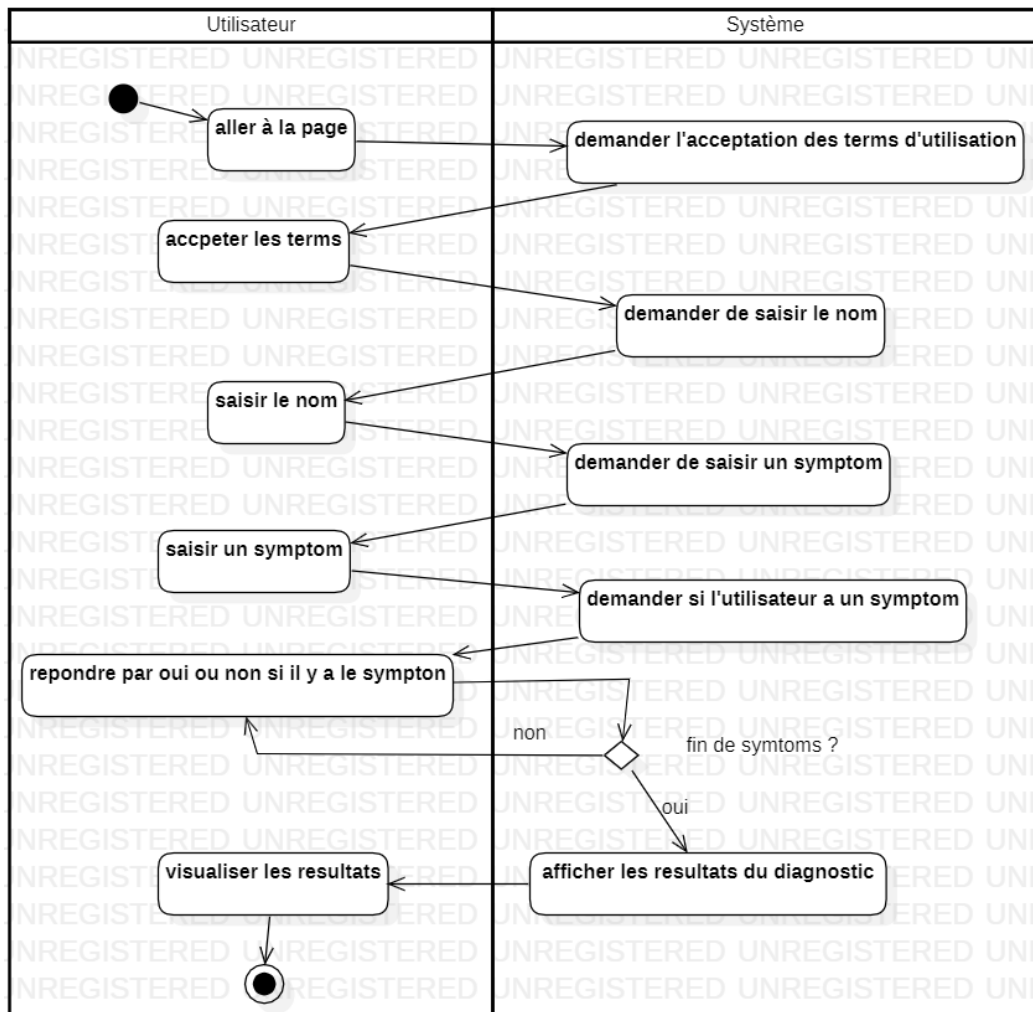 Utilisateur
Système
aller à la page
demander l'acceptation des terms d'utilisation
accpeter les terms
demander de saisir le nom
saisir le nom
demander de saisir un symptom
saisir un symptom
demander si l'utilisateur a un symptom
repondre par oui ou non si il y a le sympton
non
fin de symtoms ?
oui
visualiser les resultats
afficher les resultats du diagnostic
UNREGISTERED